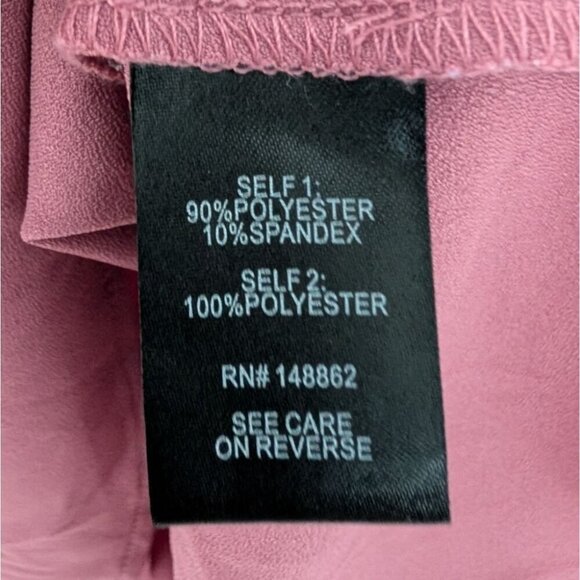 SELF 1:
90%POLYESTER
10%SPANDEX
SELF 2:
100%POLYESTER
RN# 148862
SEE CARE
ON REVERSE